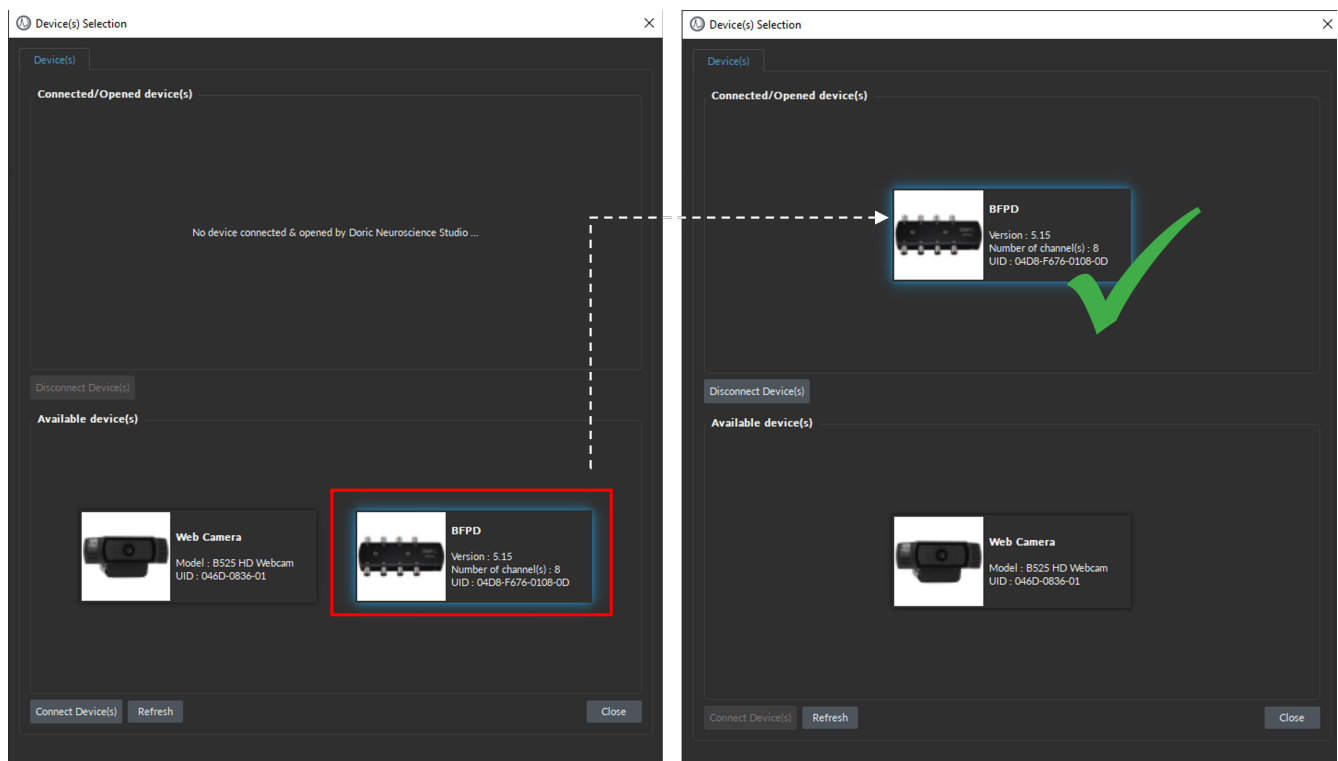 Device(s) Selection
Device(s)
Connected/Opened device(s)
No device connected & opened by Doric Neuroscience Studio ...
Disconnect Device(s)
Available device(s)
Web Camera
Model : B525 HD Webcam
UID : 046D-0836-01
BFPD
Version : 5.15
Number of channel(s) : 8
UID : 04D8-F676-0108-0D
Connect Device(s)
Refresh
Close
Device(s) Selection
Device(s)
Connected/Opened device(s)
BFPD
Version : 5.15
Number of channel(s) : 8
UID : 04D8-F676-0108-0D
Disconnect Device(s)
Available device(s)
Web Camera
Model : B525 HD Webcam
UID : 046D-0836-01
Connect Device(s)
Refresh
Close